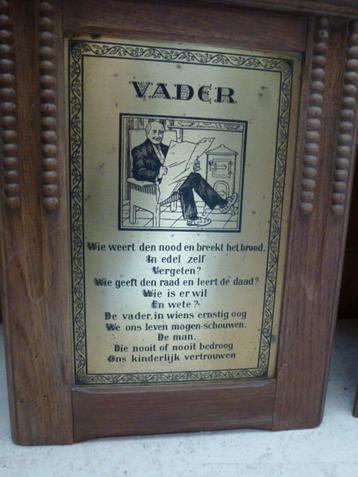 VADER
Wie weert den nood en breekt het brood.
In edel zelf
Vergeten?
Wie geeft den raad en leert de daad?
Wie is er wil
En wete?
De vader, in wiens ernstig oog
We ons leven mogen schouwen.
De man,
Die nooit of nooit bedroog
Ons kinderlijk vertrouwen